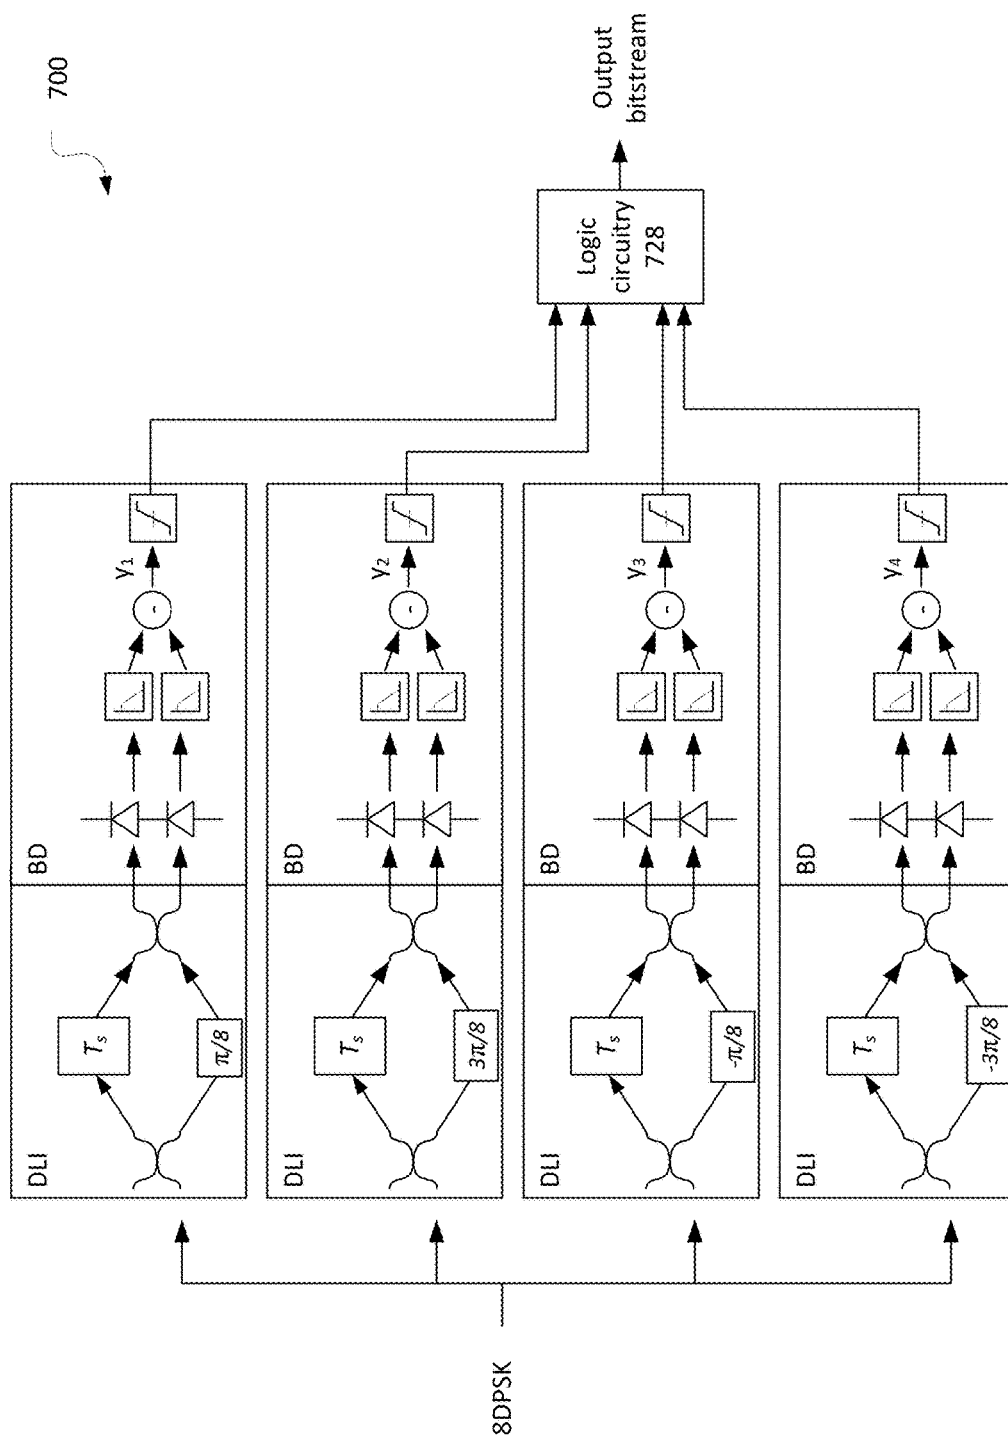 700
8DPSK
DLI
Tₛ
π/8
BD
y₁
DLI
Tₛ
3π/8
BD
y₂
DLI
Tₛ
-π/8
BD
y₃
DLI
Tₛ
-3π/8
BD
y₄
Logic
circuitry
728
Output
bitstream